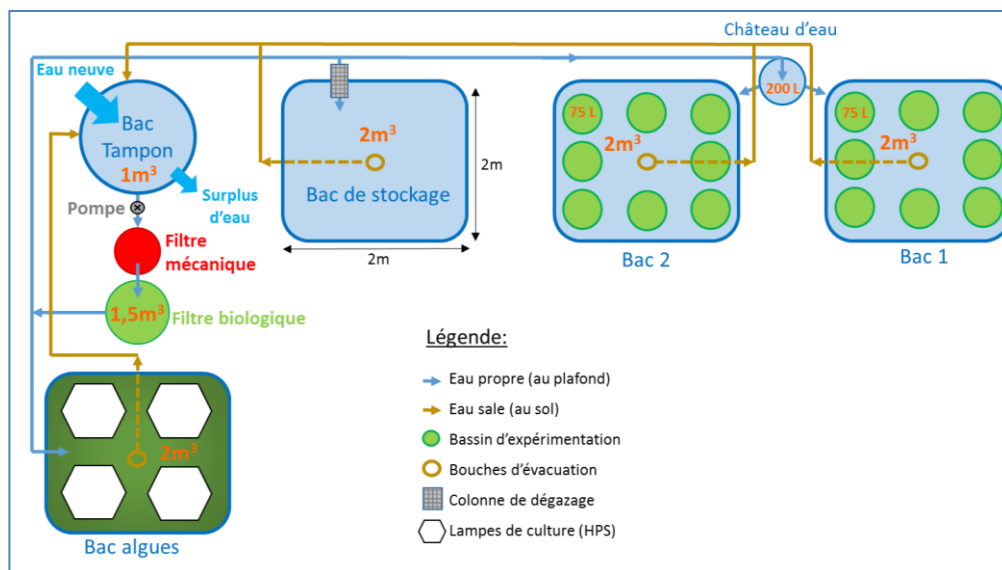 Château d'eau
Eau neuve
Bac
Tampon
1m³
Surplus
d'eau
Pompe
Filtre
mécanique
1,5m³
Filtre biologique
2m³
Bac algues
2m³
Bac de stockage
2m
2m
75 L
2m³
Bac 2
200 L
75 L
2m³
Bac 1
Légende:
Eau propre (au plafond)
Eau sale (au sol)
Bassin d'expérimentation
Bouches d'évacuation
Colonne de dégazage
Lampes de culture (HPS)